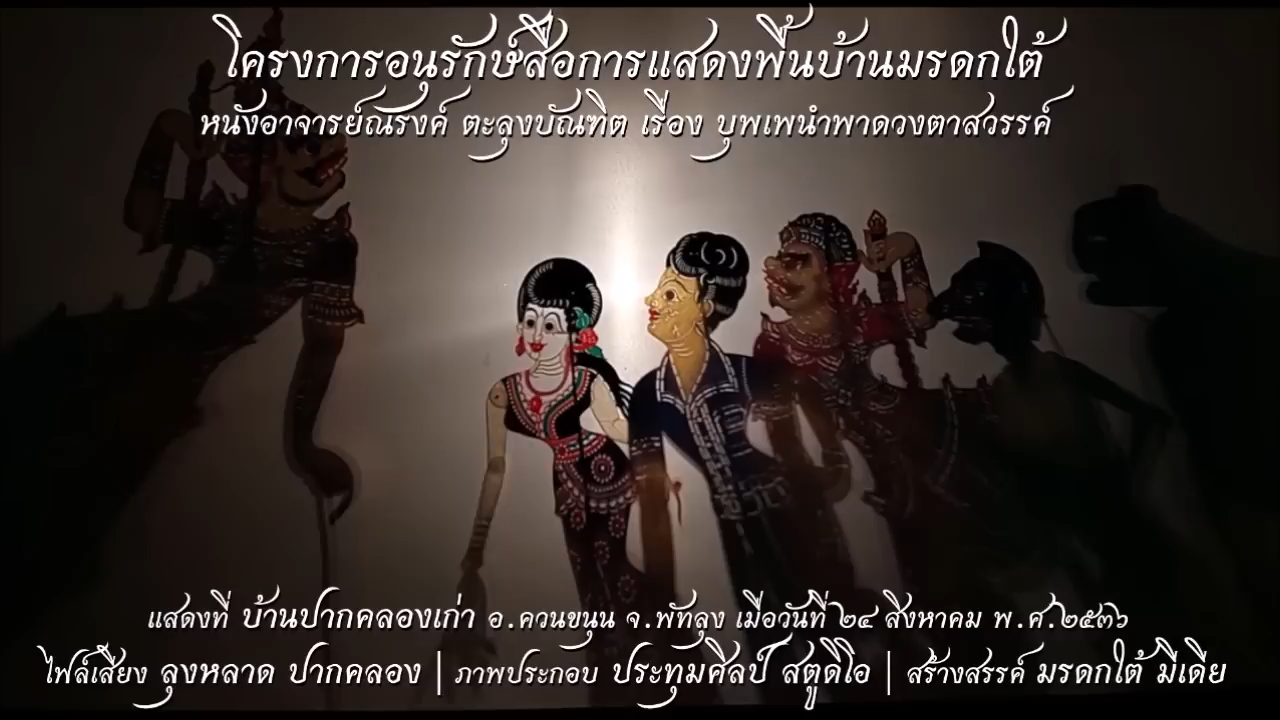 โครงการอนุรักษ์สื่อการแสดงพื้นบ้านมรดกใต้
หนังอาจารย์ณรงค์ ตะลุงบัณฑิต เรื่อง บุพเพนำพาดวงตาสวรรค์
แสดงที่ บ้านปากคลองเก่า อ.ควนขนุน จ.พัทลุง เมื่อวันที่ ๒๔ สิงหาคม พ.ศ.๒๕๓๖
ไฟล์เสียง ลุงหลาด ปากคลอง | ภาพประกอบ ประทุมศิลป์ สตูดิโอ | สร้างสรรค์ มรดกใต้ มีเดีย